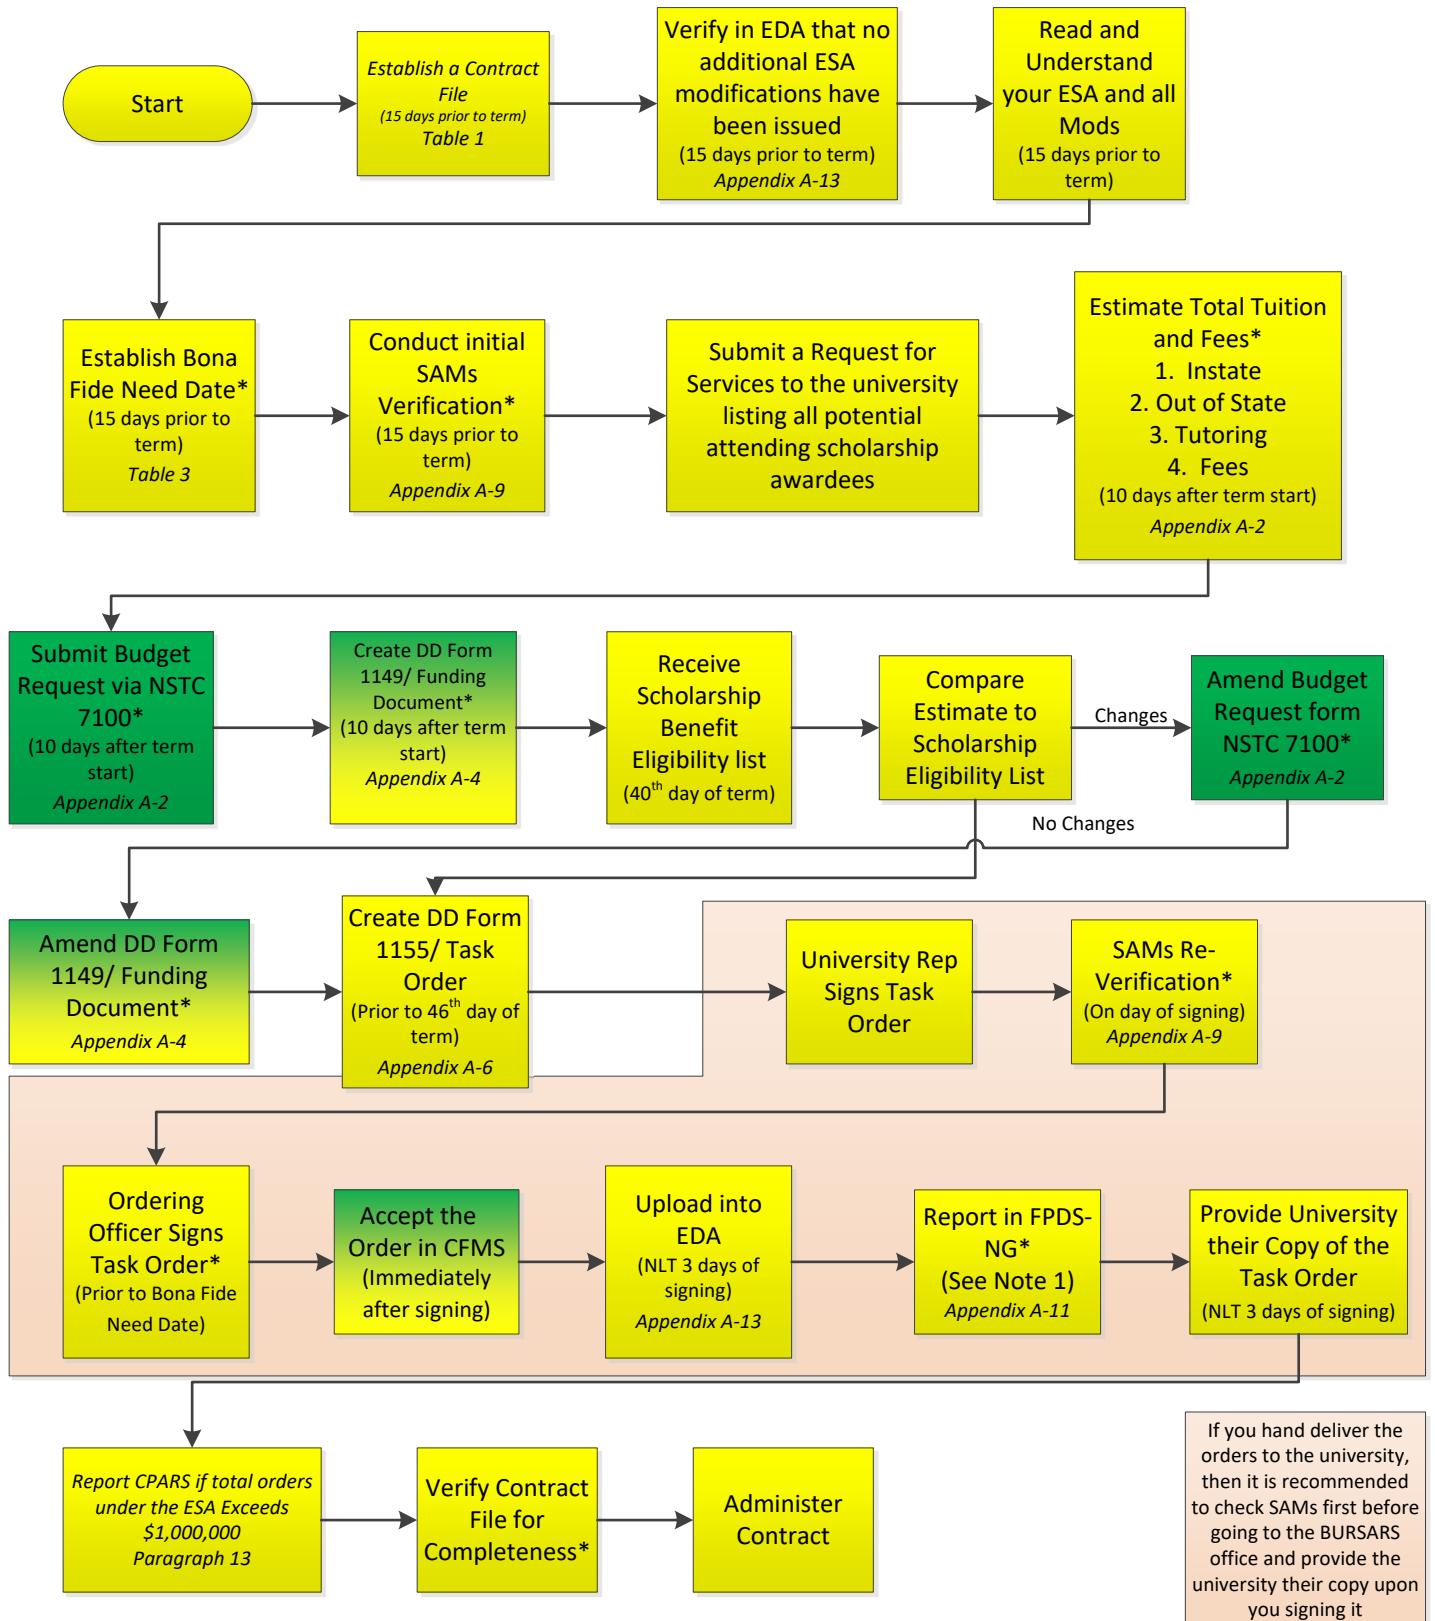 Start
Establish a Contract
File
(15 days prior to term)
Table 1
Verify in EDA that no
additional ESA
modifications have
been issued
(15 days prior to term)
Appendix A-13
Read and
Understand
your ESA and all
Mods
(15 days prior to
term)
Establish Bona
Fide Need Date*
(15 days prior to
term)
Table 3
Conduct initial
SAMs
Verification*
(15 days prior to
term)
Appendix A-9
Submit a Request for
Services to the university
listing all potential
attending scholarship
awardees
Estimate Total Tuition
and Fees*
1. Instate
2. Out of State
3. Tutoring
4. Fees
(10 days after term start)
Appendix A-2
Submit Budget
Request via NSTC
7100*
(10 days after term
start)
Appendix A-2
Create DD Form
1149/ Funding
Document*
(10 days after term
start)
Appendix A-4
Receive
Scholarship
Benefit
Eligibility list
(40th day of term)
Compare
Estimate to
Scholarship
Eligibility List
Changes
Amend Budget
Request form
NSTC 7100*
Appendix A-2
No Changes
Amend DD Form
1149/ Funding
Document*
Appendix A-4
Create DD Form
1155/ Task
Order
(Prior to 46th day of
term)
Appendix A-6
University Rep
Signs Task
Order
SAMs Re-
Verification*
(On day of signing)
Appendix A-9
Ordering
Officer Signs
Task Order*
(Prior to Bona Fide
Need Date)
Accept the
Order in CFMS
(Immediately
after signing)
Upload into
EDA
(NLT 3 days of
signing)
Appendix A-13
Report in FPDS-
NG*
(See Note 1)
Appendix A-11
Provide University
their Copy of the
Task Order
(NLT 3 days of signing)
Report CPARS if total orders
under the ESA Exceeds
$1,000,000
Paragraph 13
Verify Contract
File for
Completeness*
Administer
Contract
If you hand deliver the
orders to the university,
then it is recommended
to check SAMs first before
going to the BURSARS
office and provide the
university their copy upon
you signing it